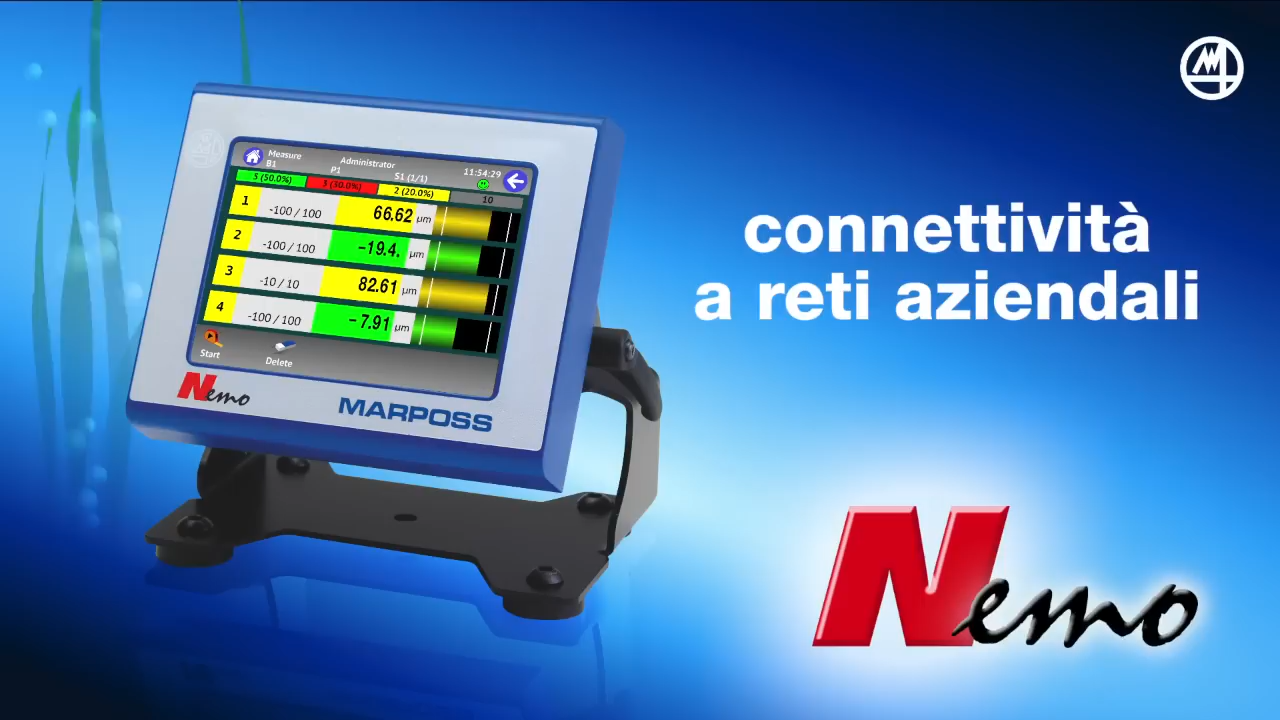 Measure
Administrator
11:54:29
B1
P1
S1 (1/1)
5 (50.0%)
3 (30.0%)
2 (20.0%)
10
1
-100 / 100
66.62 µm
2
-100 / 100
-19.4. µm
3
-10 / 10
82.61 µm
4
-100 / 100
-7.91 µm
Start
Delete
Nemo
MARPOSS
connettività
a reti aziendali
Nemo